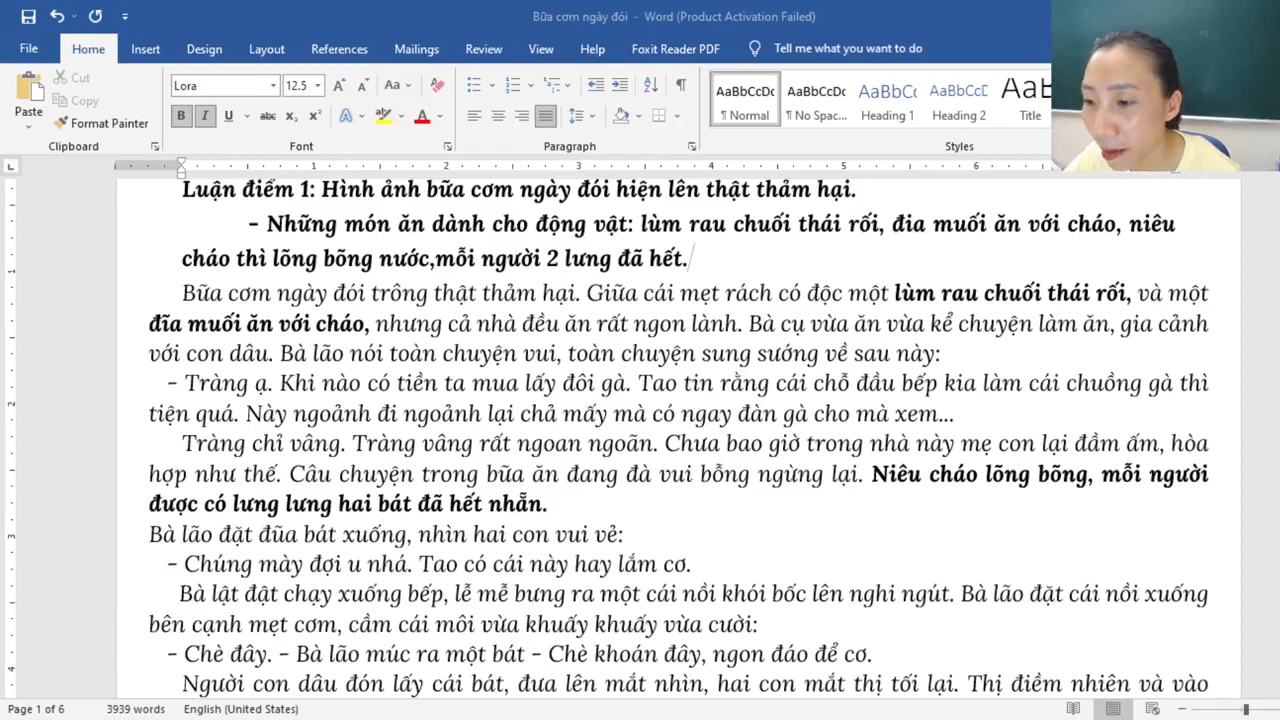 Bữa cơm ngày đói - Word (Product Activation Failed)
File Home Insert Design Layout References Mailings Review View Help Foxit Reader PDF Tell me what you want to do
Paste
Cut
Copy
Format Painter
Clipboard
Lora 12.5
Font
Paragraph
AaBbCcDc AaBbCcDc AaBbCc AaBbCcD AaB
¶ Normal ¶ No Spac... Heading 1 Heading 2 Title
Styles
1 2 3 4 5 6
Luận điểm 1: Hình ảnh bữa cơm ngày đói hiện lên thật thảm hại.
- Những món ăn dành cho động vật: lùm rau chuối thái rối, đia muối ăn với cháo, niêu
cháo thì lõng bõng nước,mỗi người 2 lưng đã hết.
Bữa cơm ngày đói trông thật thảm hại. Giữa cái mẹt rách có độc một lùm rau chuối thái rối, và một
đĩa muối ăn với cháo, nhưng cả nhà đều ăn rất ngon lành. Bà cụ vừa ăn vừa kể chuyện làm ăn, gia cảnh
với con dâu. Bà lão nói toàn chuyện vui, toàn chuyện sung sướng về sau này:
- Tràng ạ. Khi nào có tiền ta mua lấy đôi gà. Tao tin rằng cái chỗ đầu bếp kia làm cái chuồng gà thì
tiện quá. Này ngoảnh đi ngoảnh lại chả mấy mà có ngay đàn gà cho mà xem...
Tràng chỉ vâng. Tràng vâng rất ngoan ngoãn. Chưa bao giờ trong nhà này mẹ con lại đầm ấm, hòa
hợp như thế. Câu chuyện trong bữa ăn đang đà vui bỗng ngừng lại. Niêu cháo lõng bõng, mỗi người
được có lưng lưng hai bát đã hết nhẵn.
Bà lão đặt đũa bát xuống, nhìn hai con vui vẻ:
- Chúng mày đợi u nhá. Tao có cái này hay lắm cơ.
Bà lật đật chạy xuống bếp, lễ mễ bưng ra một cái nồi khói bốc lên nghi ngút. Bà lão đặt cái nồi xuống
bên cạnh mẹt cơm, cầm cái môi vừa khuấy khuấy vừa cười:
- Chè đây. - Bà lão múc ra một bát - Chè khoán đây, ngon đáo để cơ.
Người con dâu đón lấy cái bát, đưa lên mắt nhìn, hai con mắt thị tối lại. Thị điềm nhiên và vào
Page 1 of 6 3939 words English (United States)